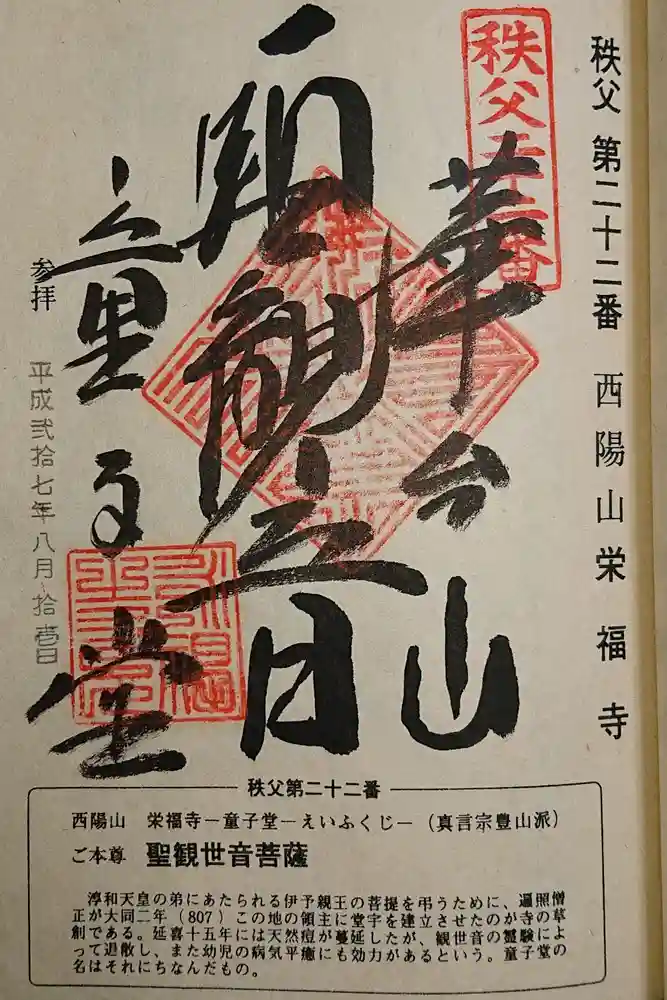 秩父 第二十二番 西陽山栄福寺
秩父二十二番
華台山
聖観世音
童子堂
参拝
平成弐拾七年八月拾壱日
秩父第二十二番
西陽山 栄福寺－童子堂－えいふくじ－（真言宗豊山派）
ご本尊 聖観世音菩薩
淳和天皇の弟にあたられる伊予親王の菩提を弔うために、遍照僧
正が大同二年（807）この地の領主に堂宇を建立させたのが寺の草
創である。延喜十五年には天然痘が蔓延したが、観世音の霊験によ
って退散し、また幼児の病気平癒にも効力があるという。童子堂の
名はそれにちなんだもの。